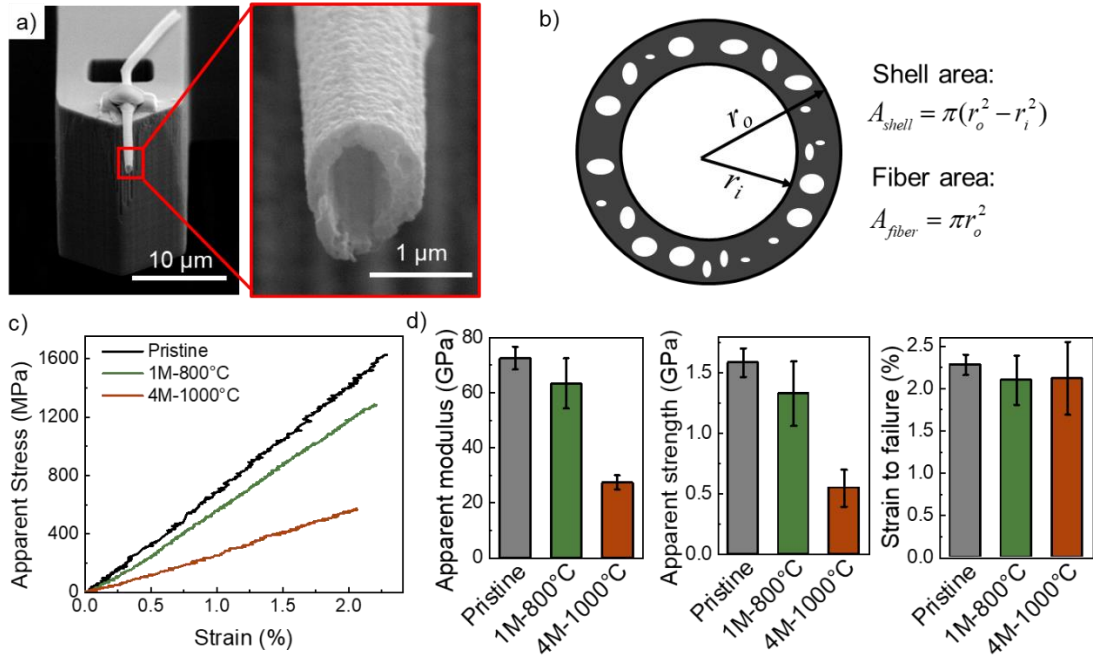 a)
10 µm
1 µm
b)
r_o
r_i
Shell area:
A_{shell} = π(r_o^2 − r_i^2)
Fiber area:
A_{fiber} = πr_o^2
c)
Apparent Stress (MPa)
1600
1200
800
400
0
Pristine
1M-800°C
4M-1000°C
0.0 0.5 1.0 1.5 2.0
Strain (%)
d)
Apparent modulus (GPa)
80
60
40
20
0
Pristine
1M-800°C
4M-1000°C
Apparent strength (GPa)
1.5
1.0
0.5
0.0
Pristine
1M-800°C
4M-1000°C
Strain to failure (%)
2.5
2.0
1.5
1.0
0.5
0.0
Pristine
1M-800°C
4M-1000°C